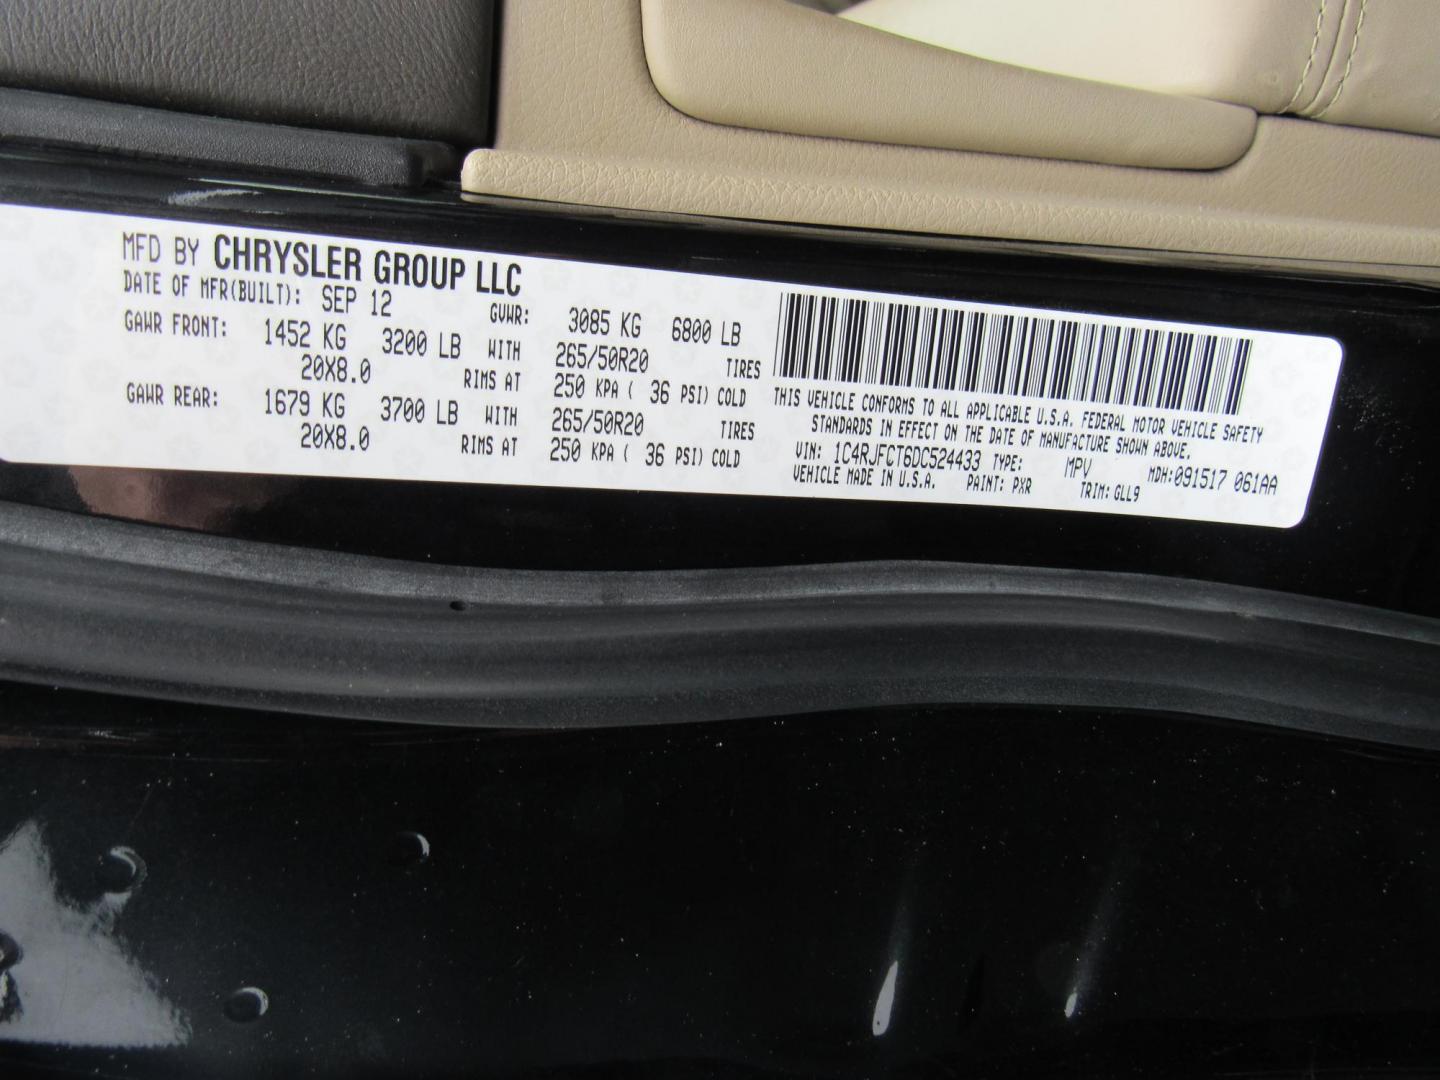 MFD BY CHRYSLER GROUP LLC
DATE OF MFR(BUILT): SEP 12 GVWR: 3085 KG 6800 LB
GAWR FRONT: 1452 KG 3200 LB WITH 265/50R20 TIRES
20X8.0 RIMS AT 250 KPA ( 36 PSI) COLD
GAWR REAR: 1679 KG 3700 LB WITH 265/50R20 TIRES
20X8.0 RIMS AT 250 KPA ( 36 PSI) COLD
THIS VEHICLE CONFORMS TO ALL APPLICABLE U.S.A. FEDERAL MOTOR VEHICLE SAFETY
STANDARDS IN EFFECT ON THE DATE OF MANUFACTURE SHOWN ABOVE.
VIN: 1C4RJFCT6DC524433 TYPE: MPV MDH:091517 061AA
VEHICLE MADE IN U.S.A. PAINT: PXR TRIM: GLL9